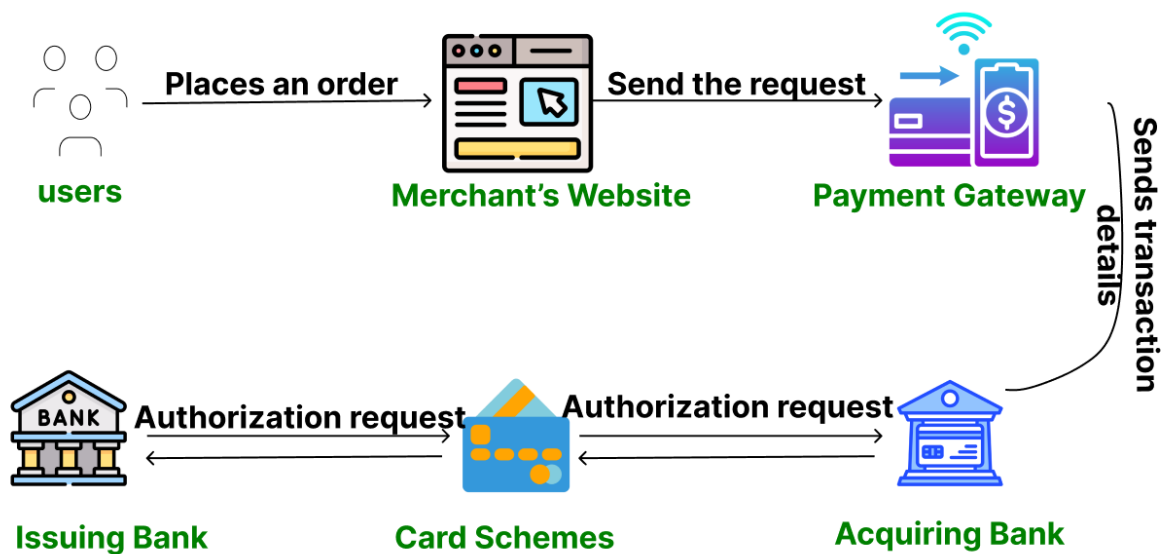 Places an order
Send the request
users
Merchant’s Website
Payment Gateway
Sends transaction
details
BANK
Authorization request
Authorization request
Issuing Bank
Card Schemes
Acquiring Bank
$